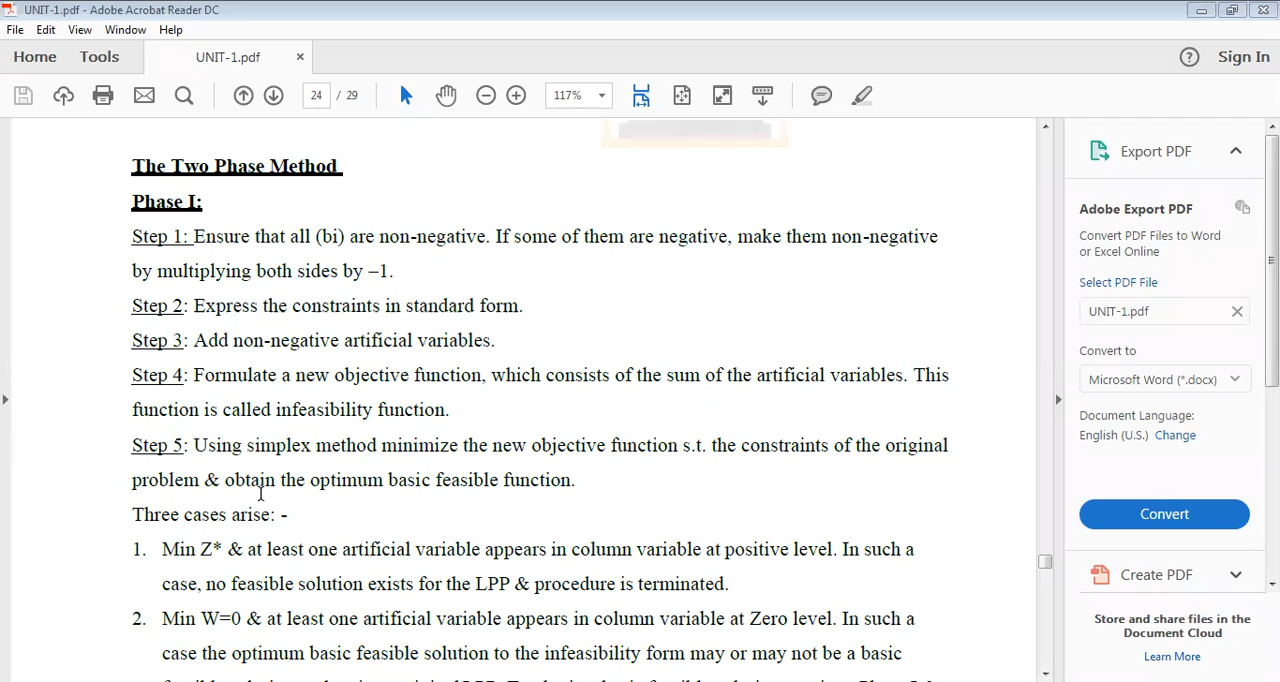 UNIT-1.pdf - Adobe Acrobat Reader DC
File Edit View Window Help
Home Tools UNIT-1.pdf × ? Sign In
24 / 29 117%
The Two Phase Method
Phase I:
Step 1: Ensure that all (bi) are non-negative. If some of them are negative, make them non-negative
by multiplying both sides by –1.
Step 2: Express the constraints in standard form.
Step 3: Add non-negative artificial variables.
Step 4: Formulate a new objective function, which consists of the sum of the artificial variables. This
function is called infeasibility function.
Step 5: Using simplex method minimize the new objective function s.t. the constraints of the original
problem & obtain the optimum basic feasible function.
Three cases arise: -
1. Min Z* & at least one artificial variable appears in column variable at positive level. In such a
case, no feasible solution exists for the LPP & procedure is terminated.
2. Min W=0 & at least one artificial variable appears in column variable at Zero level. In such a
case the optimum basic feasible solution to the infeasibility form may or may not be a basic
Export PDF
Adobe Export PDF
Convert PDF Files to Word
or Excel Online
Select PDF File
UNIT-1.pdf
Convert to
Microsoft Word (*.docx)
Document Language:
English (U.S.) Change
Convert
Create PDF
Store and share files in the
Document Cloud
Learn More